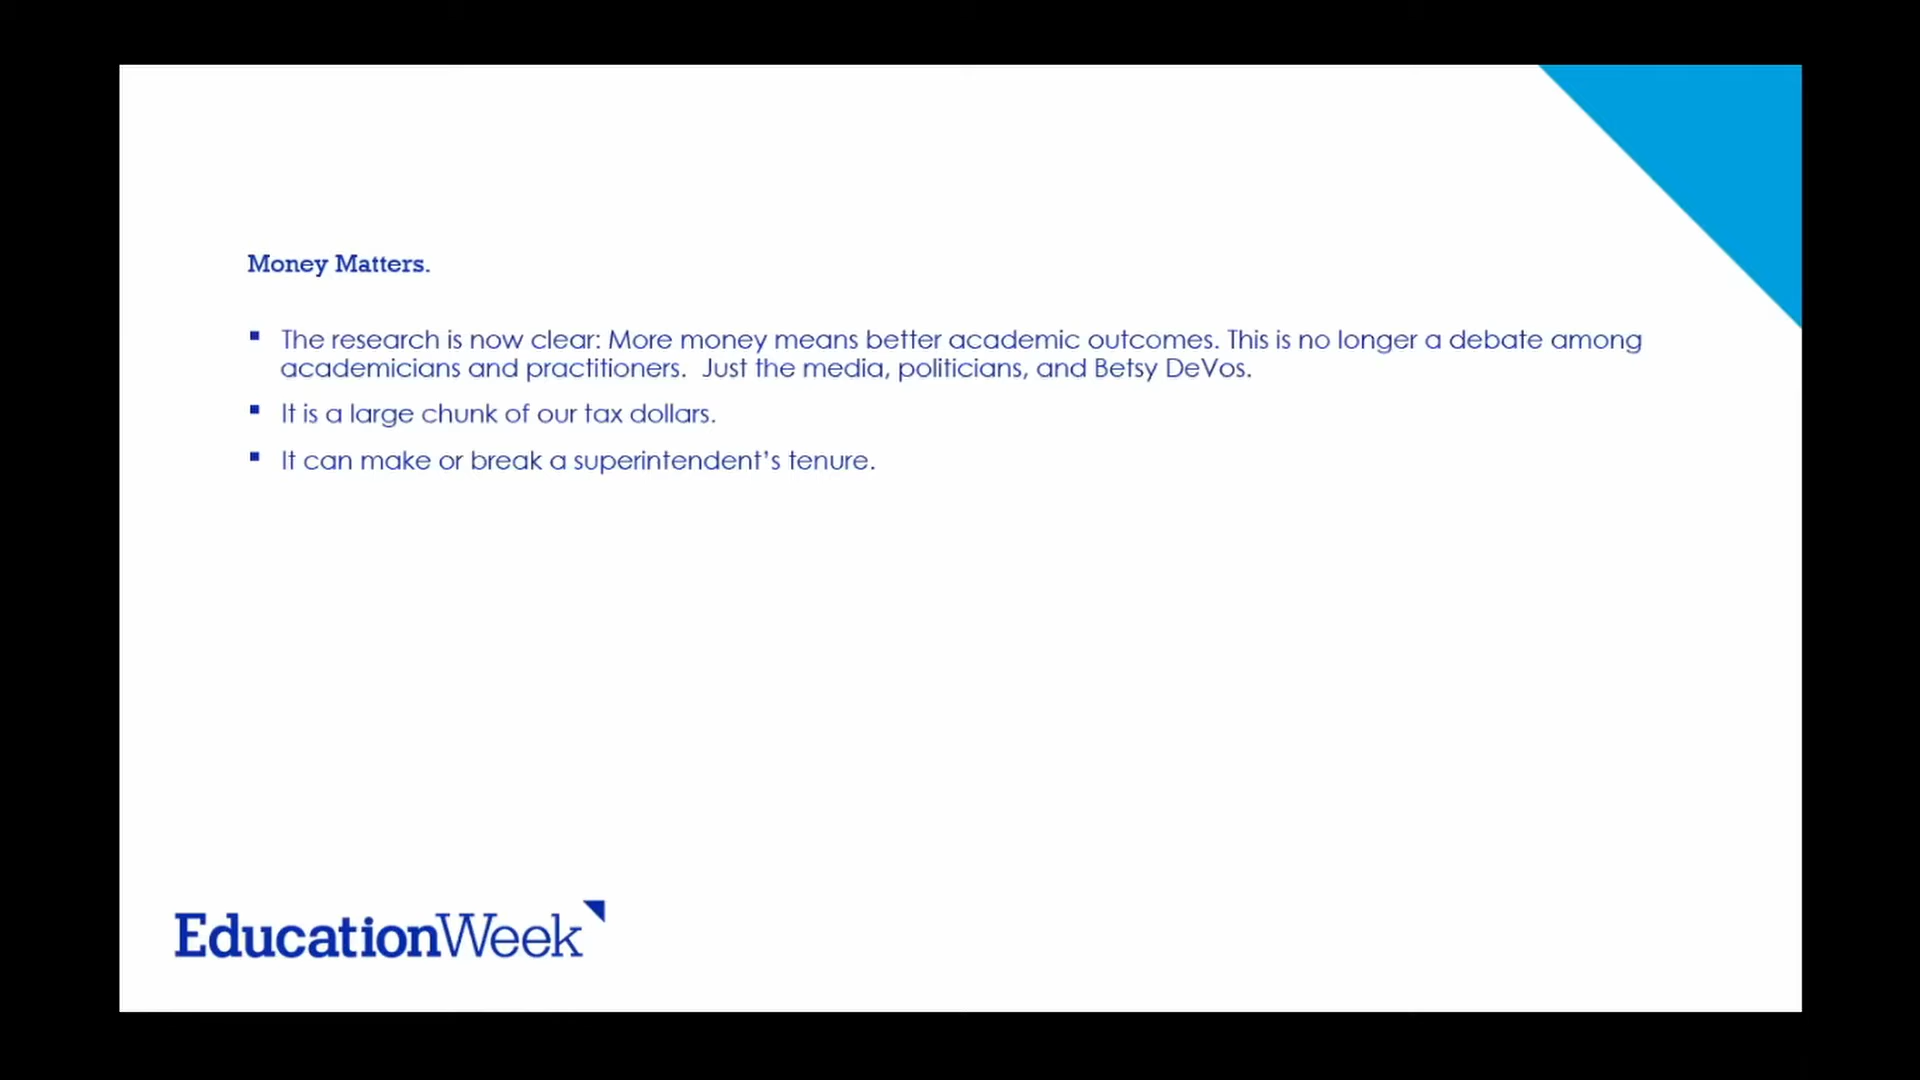 Money Matters.
▪ The research is now clear: More money means better academic outcomes. This is no longer a debate among
academicians and practitioners.  Just the media, politicians, and Betsy DeVos.
▪ It is a large chunk of our tax dollars.
▪ It can make or break a superintendent’s tenure.
EducationWeek